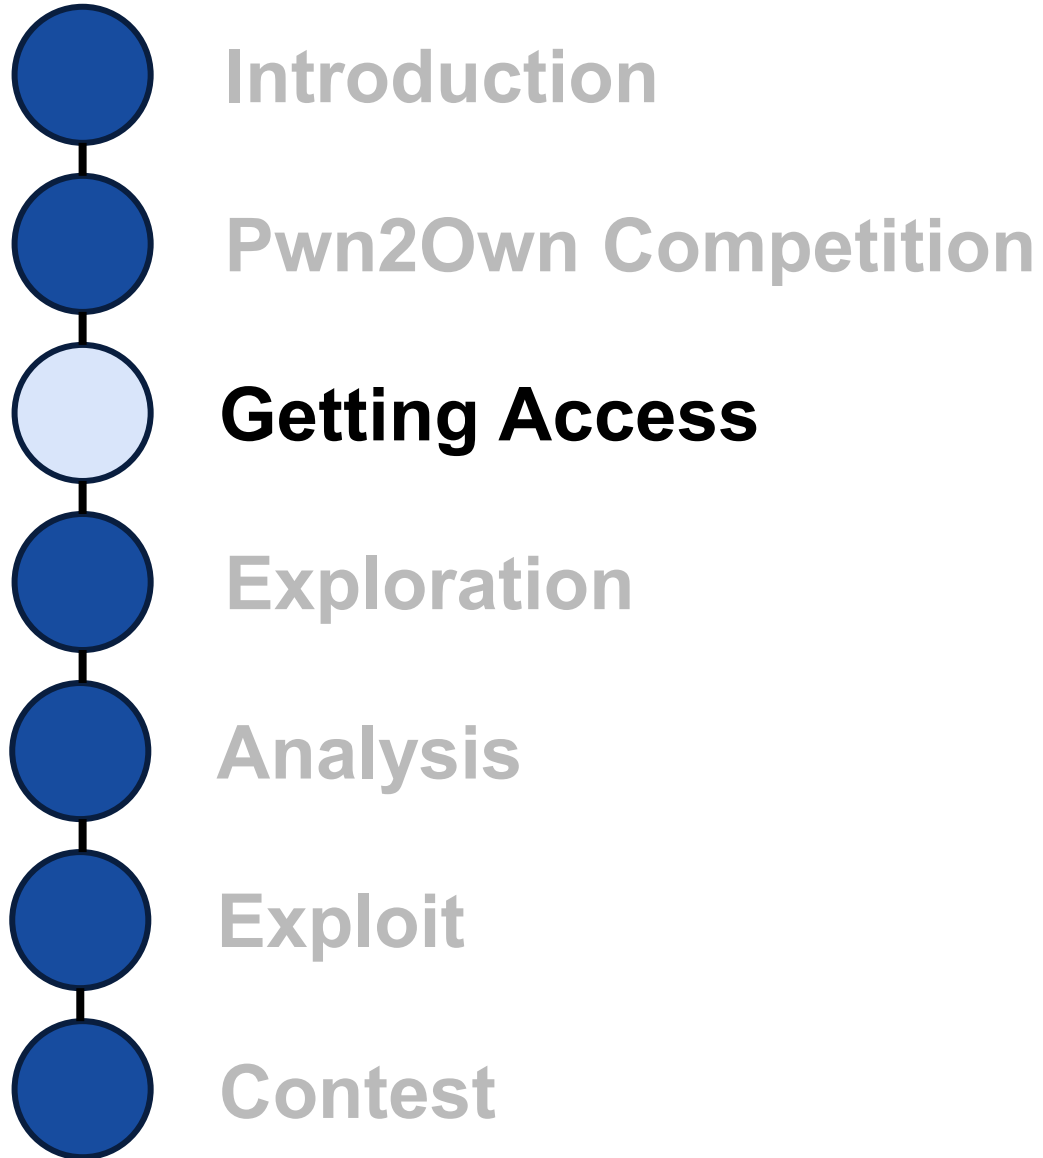 Introduction
Pwn2Own Competition
Getting Access
Exploration
Analysis
Exploit
Contest